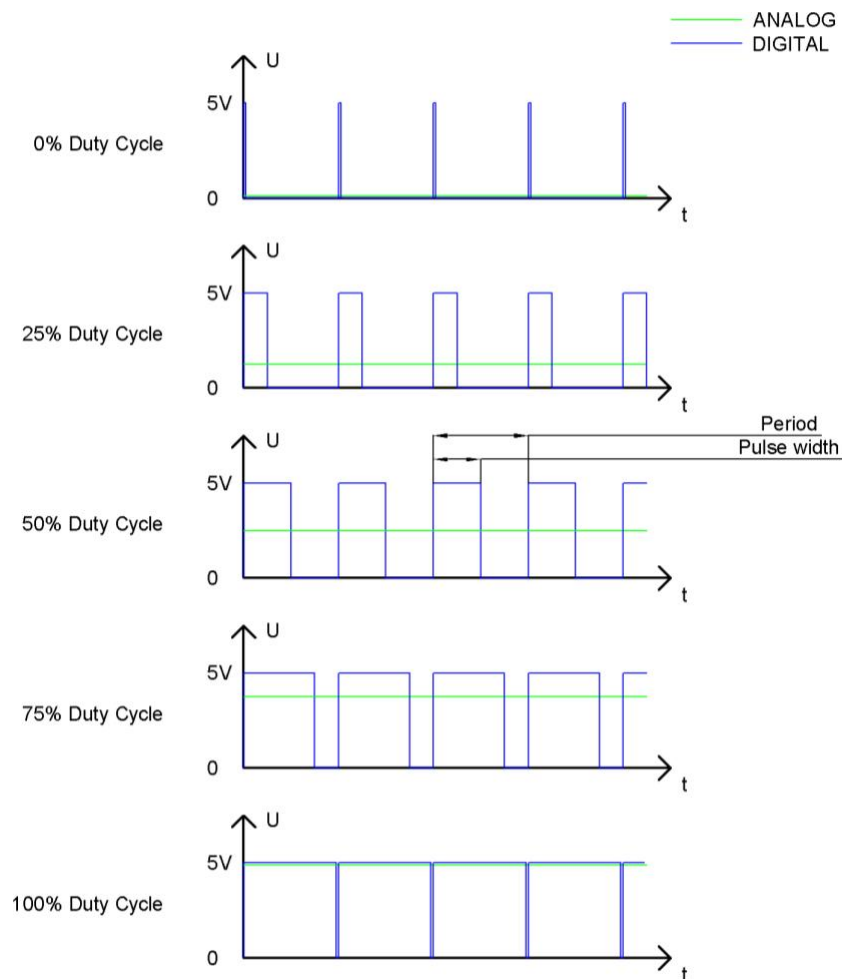 ANALOG
DIGITAL
U
5V
0% Duty Cycle
0
t
U
5V
25% Duty Cycle
0
t
Period
U
Pulse width
5V
50% Duty Cycle
0
t
U
5V
75% Duty Cycle
0
t
U
5V
100% Duty Cycle
0
t